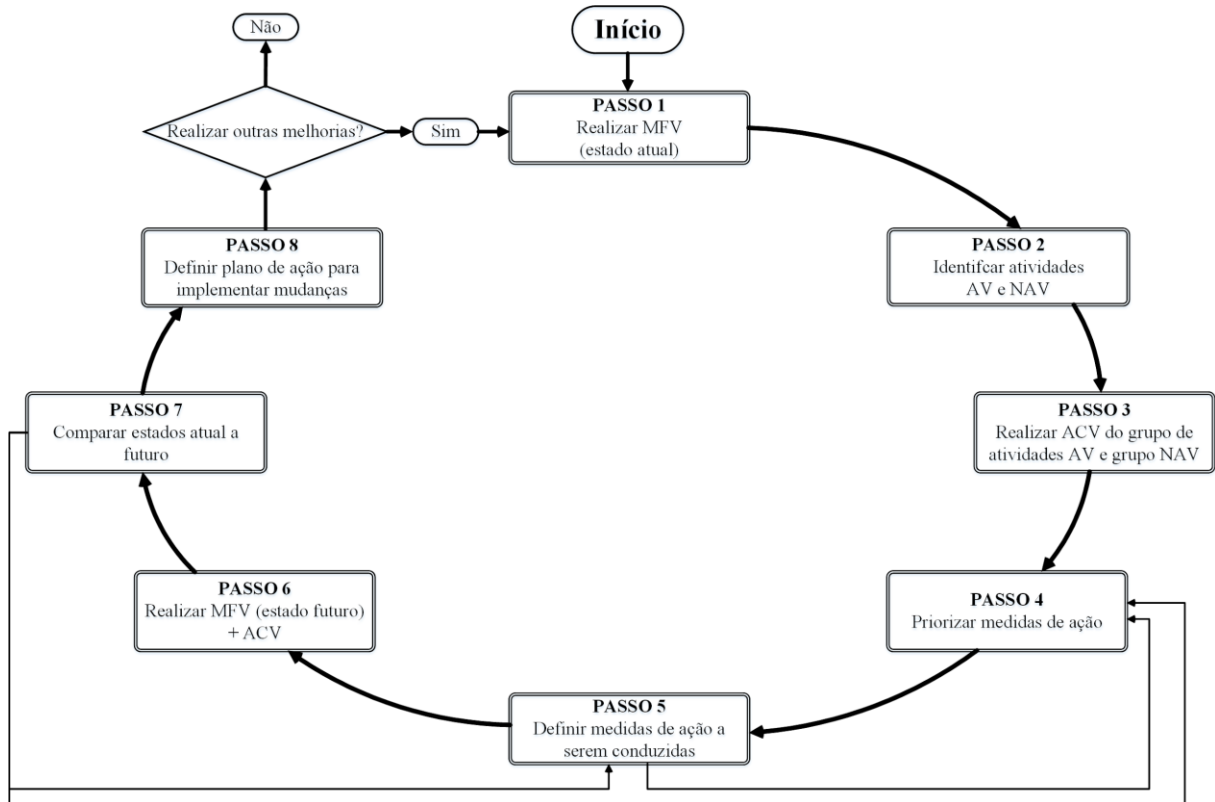 Início
PASSO 1
Realizar MFV
(estado atual)
PASSO 2
Identifcar atividades
AV e NAV
PASSO 3
Realizar ACV do grupo de
atividades AV e grupo NAV
PASSO 4
Priorizar medidas de ação
PASSO 5
Definir medidas de ação a
serem conduzidas
PASSO 6
Realizar MFV (estado futuro)
+ ACV
PASSO 7
Comparar estados atual a
futuro
PASSO 8
Definir plano de ação para
implementar mudanças
Realizar outras melhorias?
Sim
Não